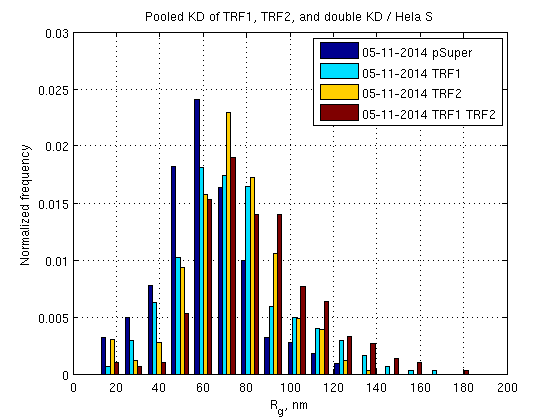 Pooled KD of TRF1, TRF2, and double KD / Hela S
0.03
0.025
0.02
0.015
0.01
0.005
0
Normalized frequency
05-11-2014 pSuper
05-11-2014 TRF1
05-11-2014 TRF2
05-11-2014 TRF1 TRF2
0 20 40 60 80 100 120 140 160 180 200
Rg, nm